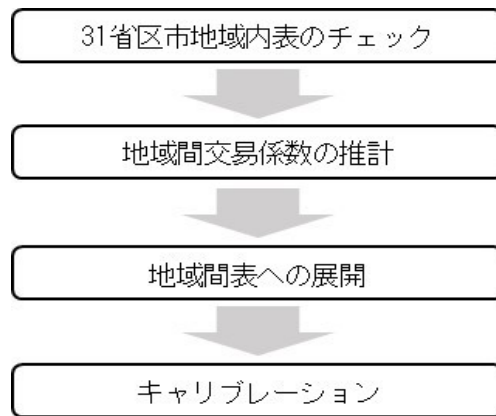 31省区市地域内表のチェック
地域間交易係数の推計
地域間表への展開
キャリブレーション